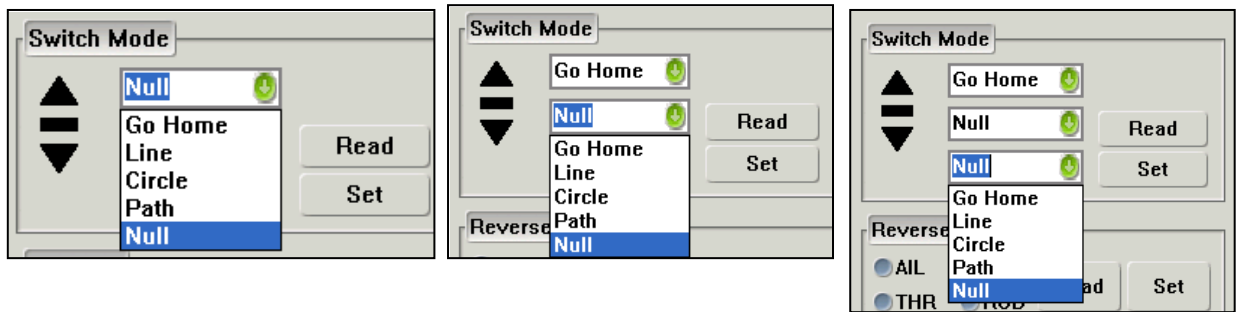 Switch Mode
Null
Go Home
Line
Circle
Path
Null
Read
Set
Switch Mode
Go Home
Null
Go Home
Line
Circle
Path
Null
Read
Set
Reverse
Switch Mode
Go Home
Null
Null
Go Home
Line
Circle
Path
Null
Read
Set
Reverse
AIL
THR
Set